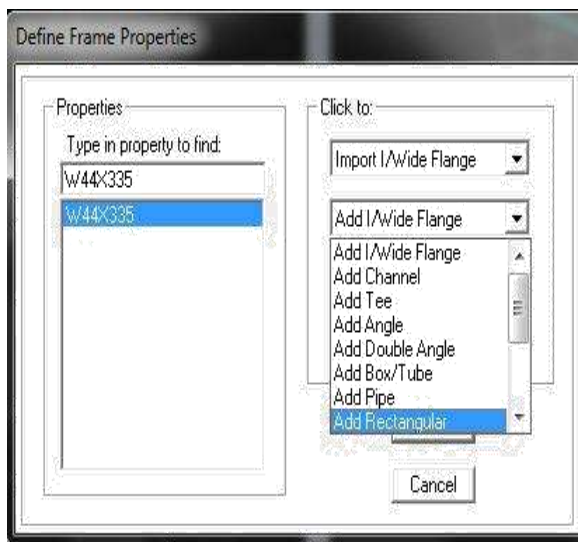 Define Frame Properties
Properties
Type in property to find:
W44X335
W44X335
Click to:
Import I/Wide Flange
Add I/Wide Flange
Add I/Wide Flange
Add Channel
Add Tee
Add Angle
Add Double Angle
Add Box/Tube
Add Pipe
Add Rectangular
Cancel